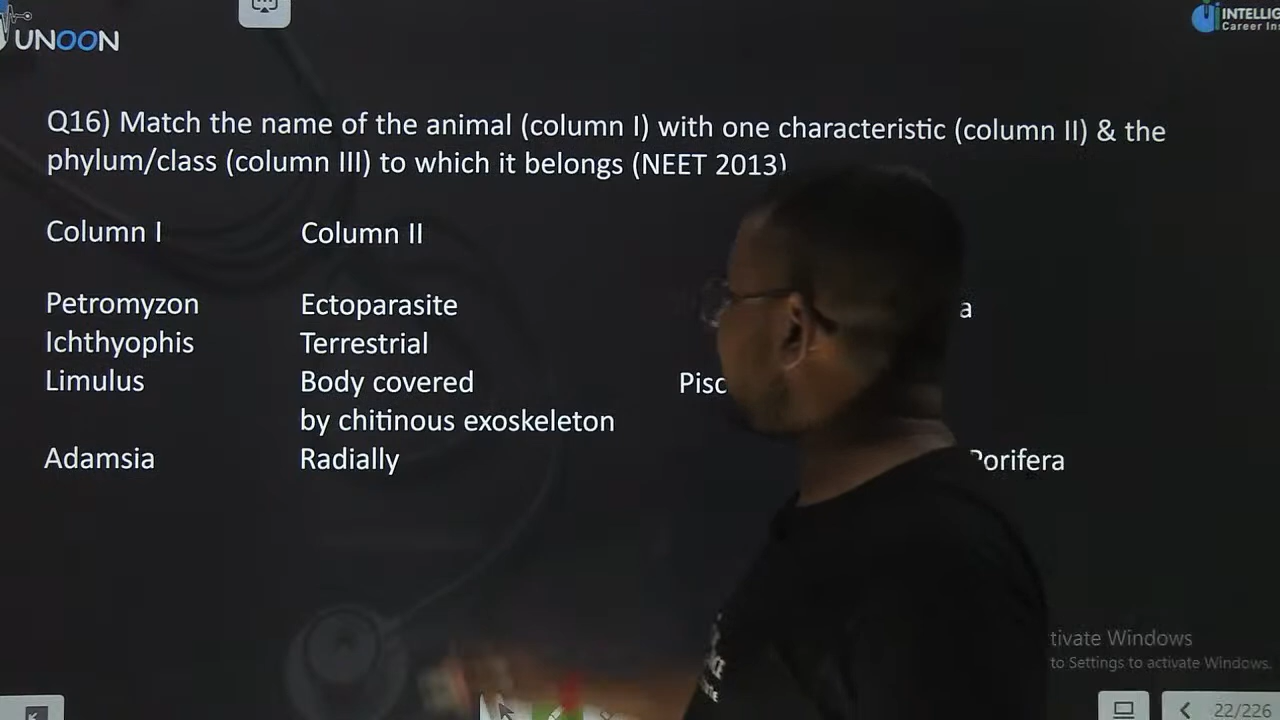 UNOON
INTELLIG
Career Ins
Q16) Match the name of the animal (column I) with one characteristic (column II) & the
phylum/class (column III) to which it belongs (NEET 2013)
Column I Column II
Petromyzon Ectoparasite a
Ichthyophis Terrestrial
Limulus Body covered Pisc
by chitinous exoskeleton
Adamsia Radially Porifera
tivate Windows
to Settings to activate Windows.
22/226